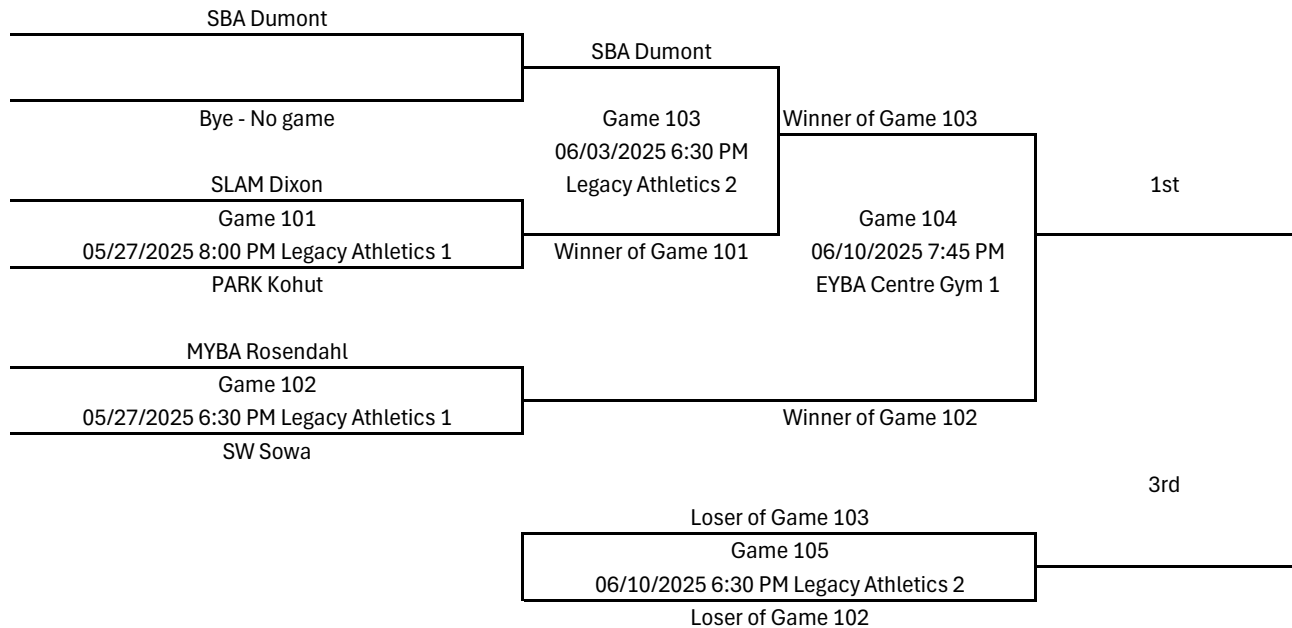 SBA Dumont
SBA Dumont
Bye - No game
Game 103
Winner of Game 103
06/03/2025 6:30 PM
SLAM Dixon
Legacy Athletics 2
1st
Game 101
Game 104
05/27/2025 8:00 PM Legacy Athletics 1
Winner of Game 101
06/10/2025 7:45 PM
PARK Kohut
EYBA Centre Gym 1
MYBA Rosendahl
Game 102
05/27/2025 6:30 PM Legacy Athletics 1
Winner of Game 102
SW Sowa
3rd
Loser of Game 103
Game 105
06/10/2025 6:30 PM Legacy Athletics 2
Loser of Game 102